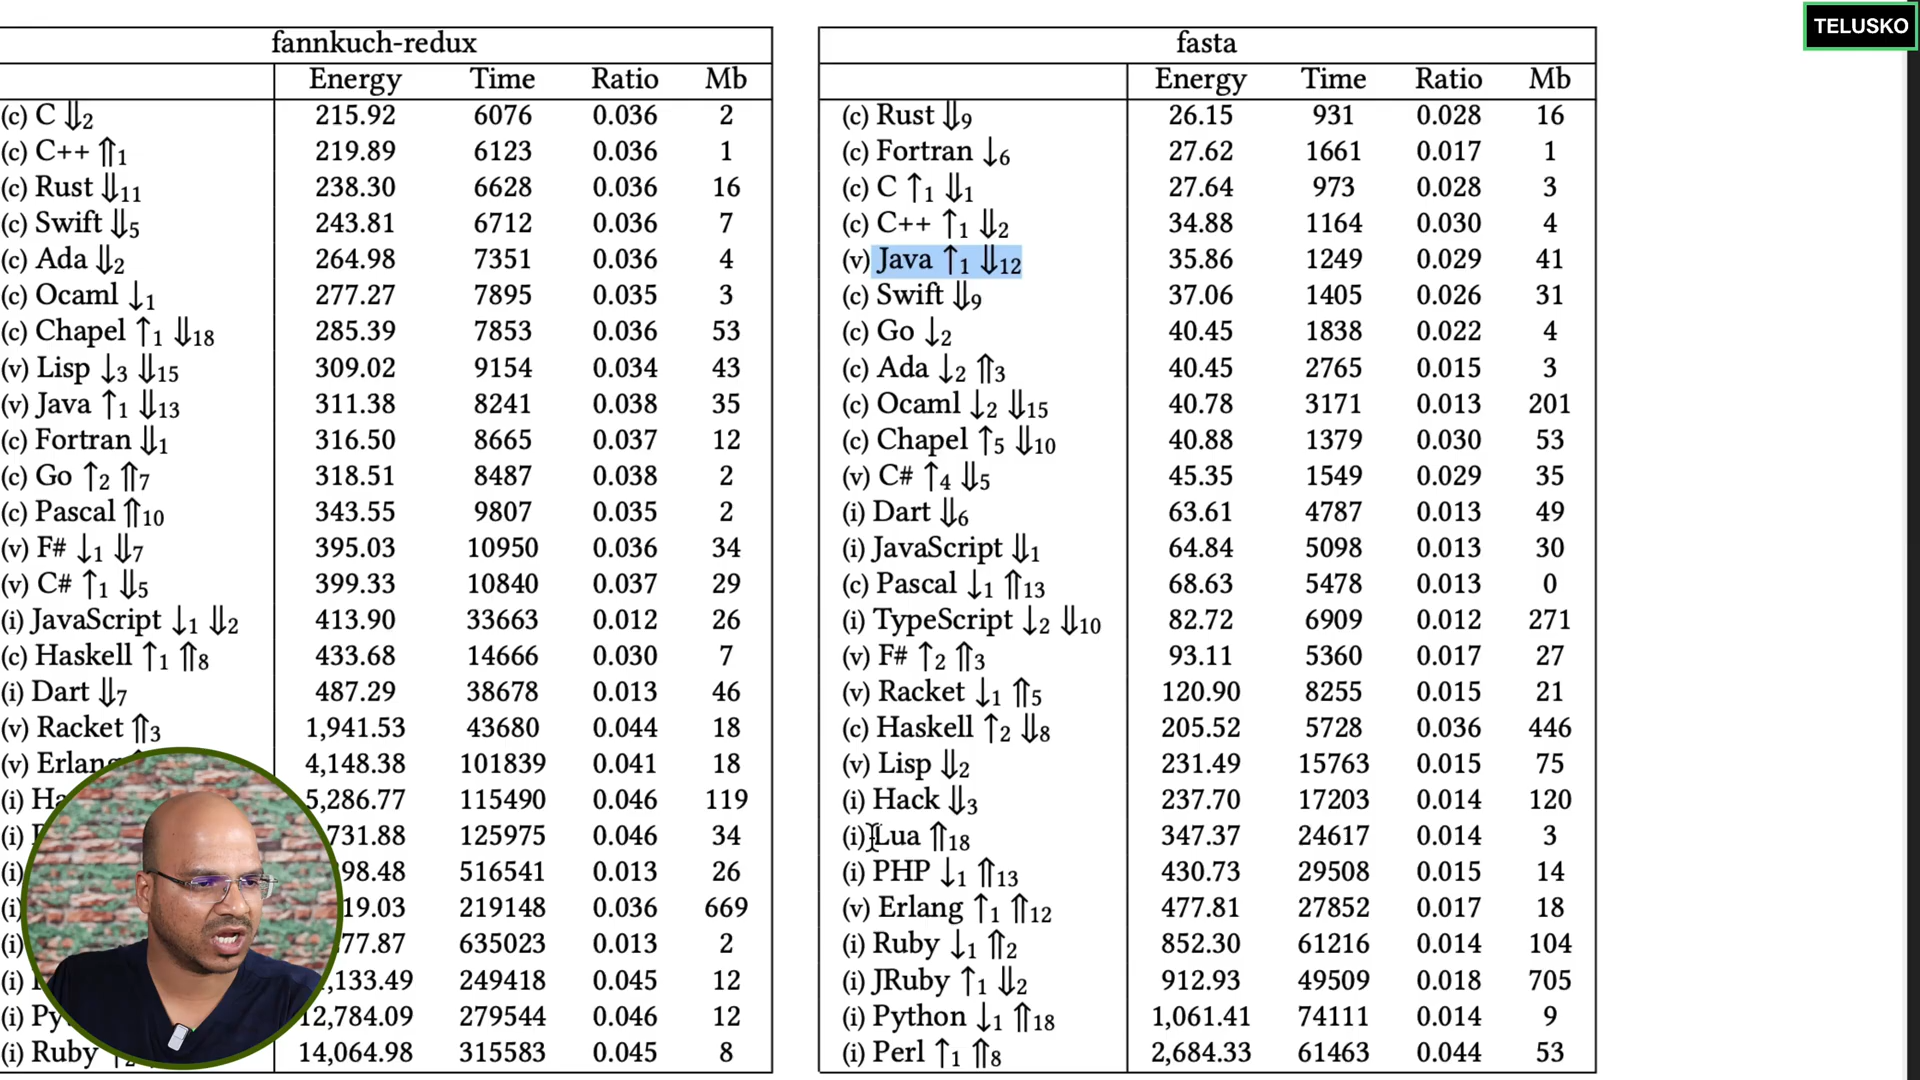 TELUSKO
fannkuch-redux
Energy Time Ratio Mb
(c) C ⇓2 215.92 6076 0.036 2
(c) C++ ⇑1 219.89 6123 0.036 1
(c) Rust ⇓11 238.30 6628 0.036 16
(c) Swift ⇓5 243.81 6712 0.036 7
(c) Ada ⇓2 264.98 7351 0.036 4
(c) Ocaml ↓1 277.27 7895 0.035 3
(c) Chapel ↑1 ⇓18 285.39 7853 0.036 53
(v) Lisp ↓3 ⇓15 309.02 9154 0.034 43
(v) Java ↑1 ⇓13 311.38 8241 0.038 35
(c) Fortran ⇓1 316.50 8665 0.037 12
(c) Go ↑2 ⇑7 318.51 8487 0.038 2
(c) Pascal ⇑10 343.55 9807 0.035 2
(v) F# ↓1 ⇓7 395.03 10950 0.036 34
(v) C# ↑1 ⇓5 399.33 10840 0.037 29
(i) JavaScript ↓1 ⇓2 413.90 33663 0.012 26
(c) Haskell ↑1 ⇑8 433.68 14666 0.030 7
(i) Dart ⇓7 487.29 38678 0.013 46
(v) Racket ⇑3 1,941.53 43680 0.044 18
(v) Erlang 4,148.38 101839 0.041 18
(i) 5,286.77 115490 0.046 119
(i) 731.88 125975 0.046 34
(i) 98.48 516541 0.013 26
(i) 19.03 219148 0.036 669
(i) 77.87 635023 0.013 2
(i) ,133.49 249418 0.045 12
(i) Py 12,784.09 279544 0.046 12
(i) Ruby 14,064.98 315583 0.045 8
fasta
Energy Time Ratio Mb
(c) Rust ⇓9 26.15 931 0.028 16
(c) Fortran ↓6 27.62 1661 0.017 1
(c) C ↑1 ⇓1 27.64 973 0.028 3
(c) C++ ↑1 ⇓2 34.88 1164 0.030 4
(v) Java ↑1 ⇓12 35.86 1249 0.029 41
(c) Swift ⇓9 37.06 1405 0.026 31
(c) Go ↓2 40.45 1838 0.022 4
(c) Ada ↓2 ⇑3 40.45 2765 0.015 3
(c) Ocaml ↓2 ⇓15 40.78 3171 0.013 201
(c) Chapel ↑5 ⇓10 40.88 1379 0.030 53
(v) C# ↑4 ⇓5 45.35 1549 0.029 35
(i) Dart ⇓6 63.61 4787 0.013 49
(i) JavaScript ⇓1 64.84 5098 0.013 30
(c) Pascal ↓1 ⇑13 68.63 5478 0.013 0
(i) TypeScript ↓2 ⇓10 82.72 6909 0.012 271
(v) F# ↑2 ⇑3 93.11 5360 0.017 27
(v) Racket ↓1 ⇑5 120.90 8255 0.015 21
(c) Haskell ↑2 ⇓8 205.52 5728 0.036 446
(v) Lisp ⇓2 231.49 15763 0.015 75
(i) Hack ⇓3 237.70 17203 0.014 120
(i) Lua ⇑18 347.37 24617 0.014 3
(i) PHP ↓1 ⇑13 430.73 29508 0.015 14
(v) Erlang ↑1 ⇑12 477.81 27852 0.017 18
(i) Ruby ↓1 ⇑2 852.30 61216 0.014 104
(i) JRuby ↑1 ⇓2 912.93 49509 0.018 705
(i) Python ↓1 ⇑18 1,061.41 74111 0.014 9
(i) Perl ↑1 ⇑8 2,684.33 61463 0.044 53